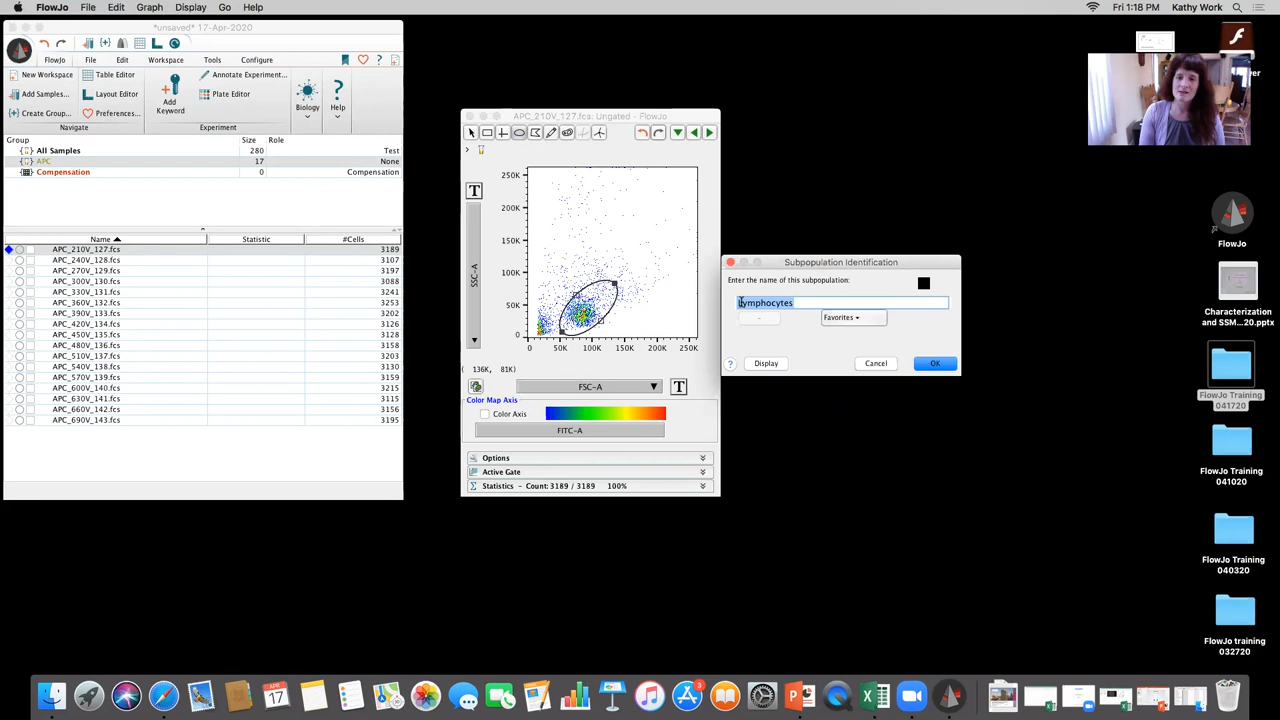 FlowJo File Edit Graph Display Go Help
Fri 1:18 PM Kathy Work
*unsaved* 17-Apr-2020
FlowJo File Edit Workspace Tools Configure
New Workspace Table Editor
Add Samples... Layout Editor
Create Group... Preferences...
Navigate
Add Keyword
Annotate Experiment...
Plate Editor
Experiment
Biology
Help
Group Size Role
All Samples 280 Test
APC 17 None
Compensation 0 Compensation
Name Statistic #Cells
APC_210V_127.fcs 3189
APC_240V_128.fcs 3107
APC_270V_129.fcs 3197
APC_300V_130.fcs 3088
APC_330V_131.fcs 3241
APC_360V_132.fcs 3253
APC_390V_133.fcs 3202
APC_420V_134.fcs 3126
APC_450V_135.fcs 3191
APC_480V_136.fcs 3158
APC_510V_137.fcs 3203
APC_540V_138.fcs 3130
APC_570V_139.fcs 3163
APC_600V_140.fcs 3215
APC_630V_141.fcs 3115
APC_660V_142.fcs 3156
APC_690V_143.fcs 3195
APC_210V_127.fcs: Ungated - FlowJo
T
SSC-A
250K
200K
150K
100K
50K
0
0 50K 100K 150K 200K 250K
( 136K, 81K)
FSC-A
T
Color Map Axis
Color Axis
FITC-A
Options
Active Gate
Statistics - Count: 3189 / 3189 100%
Subpopulation Identification
Enter the name of this subpopulation:
Lymphocytes
- Favorites
? Display Cancel OK
FlowJo
Characterization
and SSM...20.pptx
FlowJo Training
041720
FlowJo Training
041020
FlowJo Training
040320
FlowJo training
032720
APR
17
3